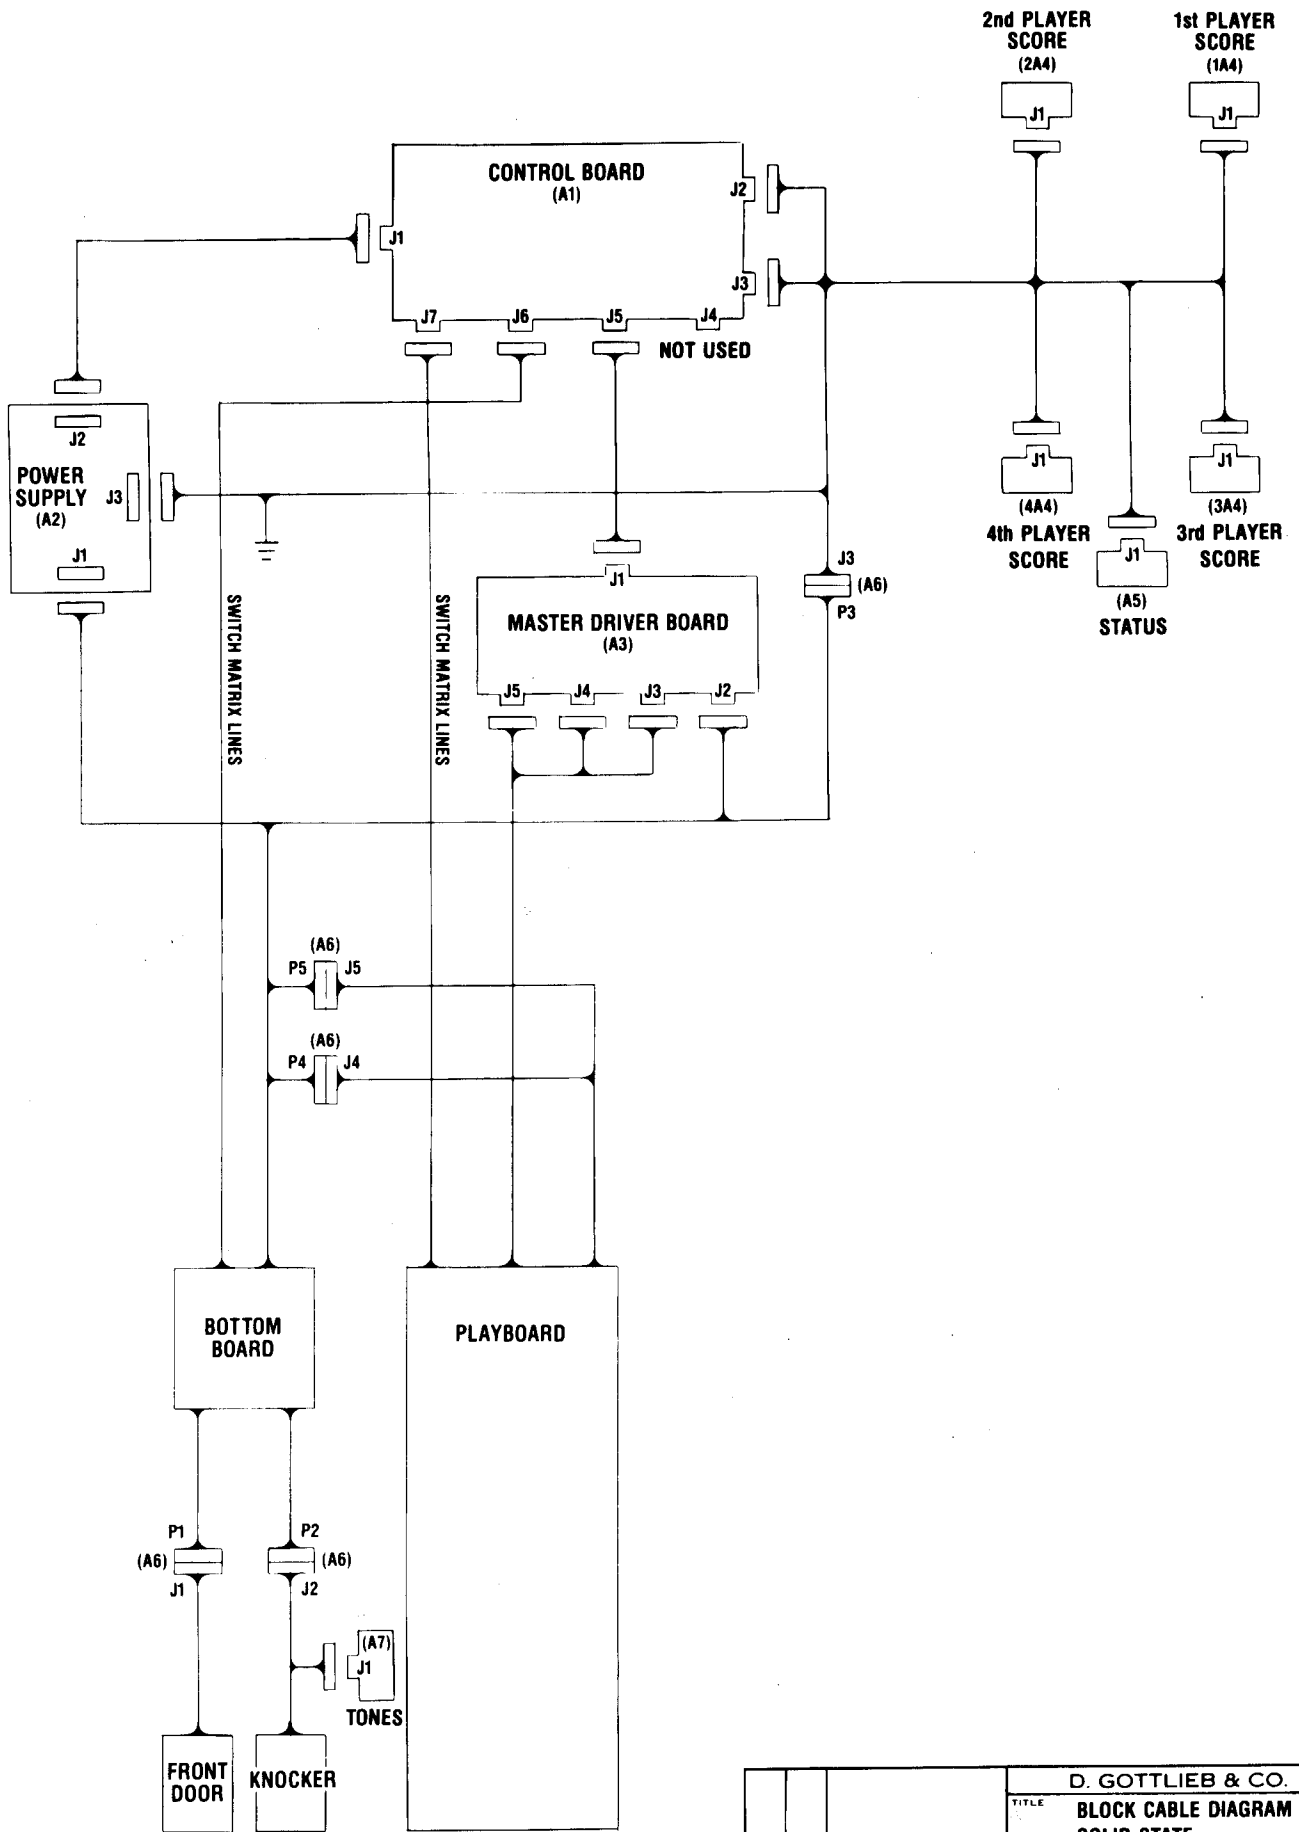 2nd PLAYER
SCORE
(2A4)
J1
1st PLAYER
SCORE
(1A4)
J1
CONTROL BOARD
(A1)
J2
J1
J3
J7
J6
J5
J4
NOT USED
J2
POWER
SUPPLY
(A2)
J3
J1
J1
(4A4)
4th PLAYER
SCORE
J1
(3A4)
3rd PLAYER
SCORE
J1
(A5)
STATUS
J3
(A6)
P3
J1
MASTER DRIVER BOARD
(A3)
J5
J4
J3
J2
SWITCH MATRIX LINES
SWITCH MATRIX LINES
(A6)
P5
J5
(A6)
P4
J4
BOTTOM
BOARD
PLAYBOARD
P1
(A6)
J1
P2
(A6)
J2
(A7)
J1
TONES
FRONT
DOOR
KNOCKER
D. GOTTLIEB & CO.
TITLE
BLOCK CABLE DIAGRAM
SOLID STATE